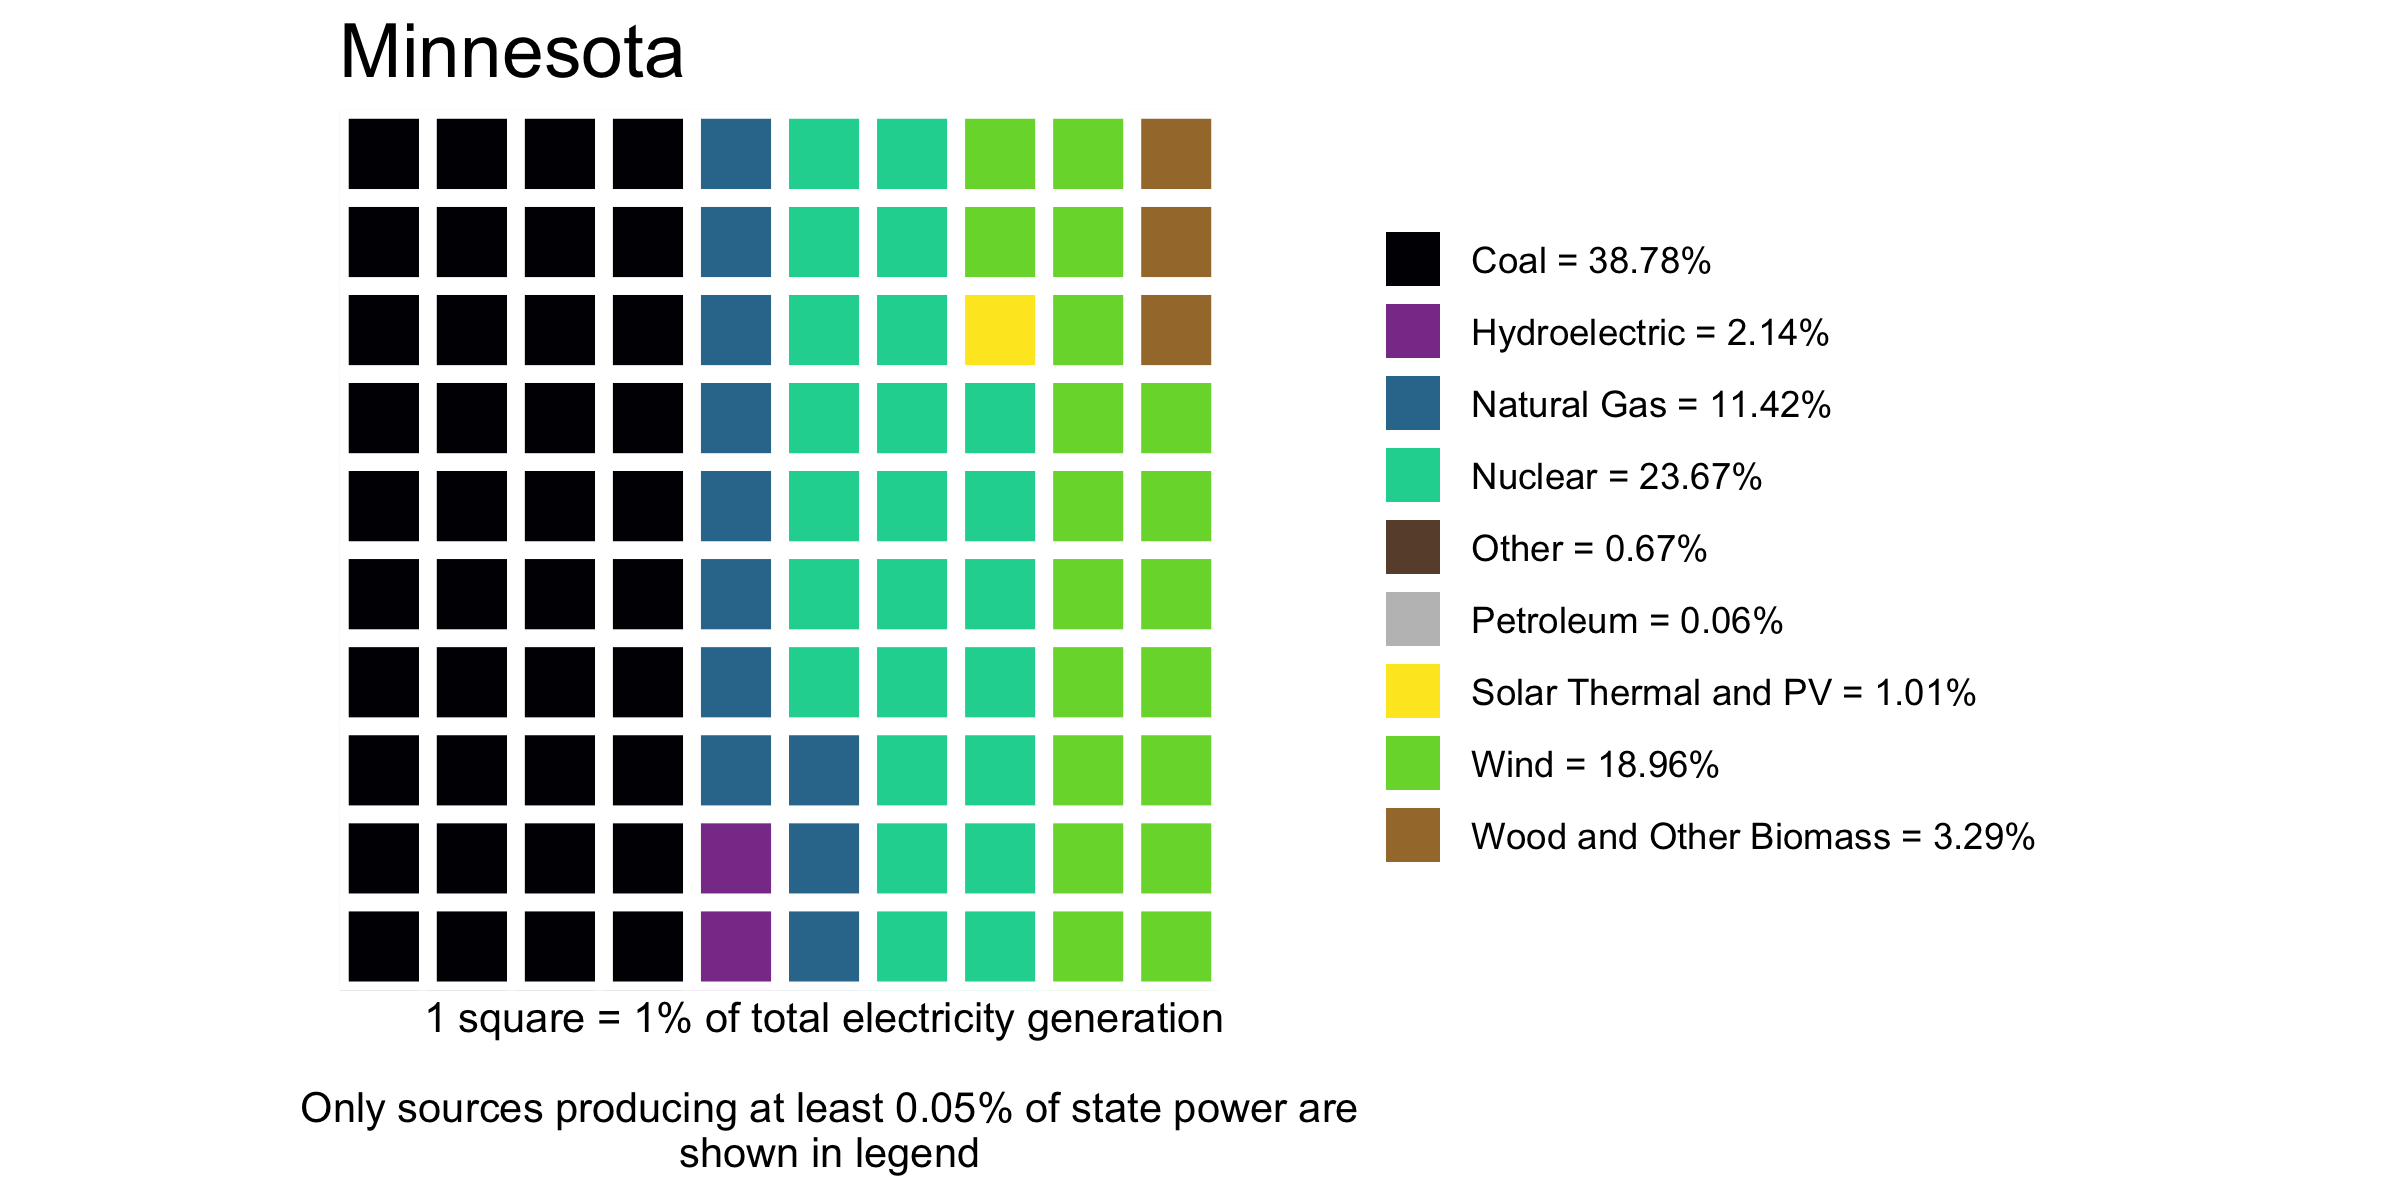 Minnesota
Coal = 38.78%
Hydroelectric = 2.14%
Natural Gas = 11.42%
Nuclear = 23.67%
Other = 0.67%
Petroleum = 0.06%
Solar Thermal and PV = 1.01%
Wind = 18.96%
Wood and Other Biomass = 3.29%
1 square = 1% of total electricity generation
Only sources producing at least 0.05% of state power are
shown in legend